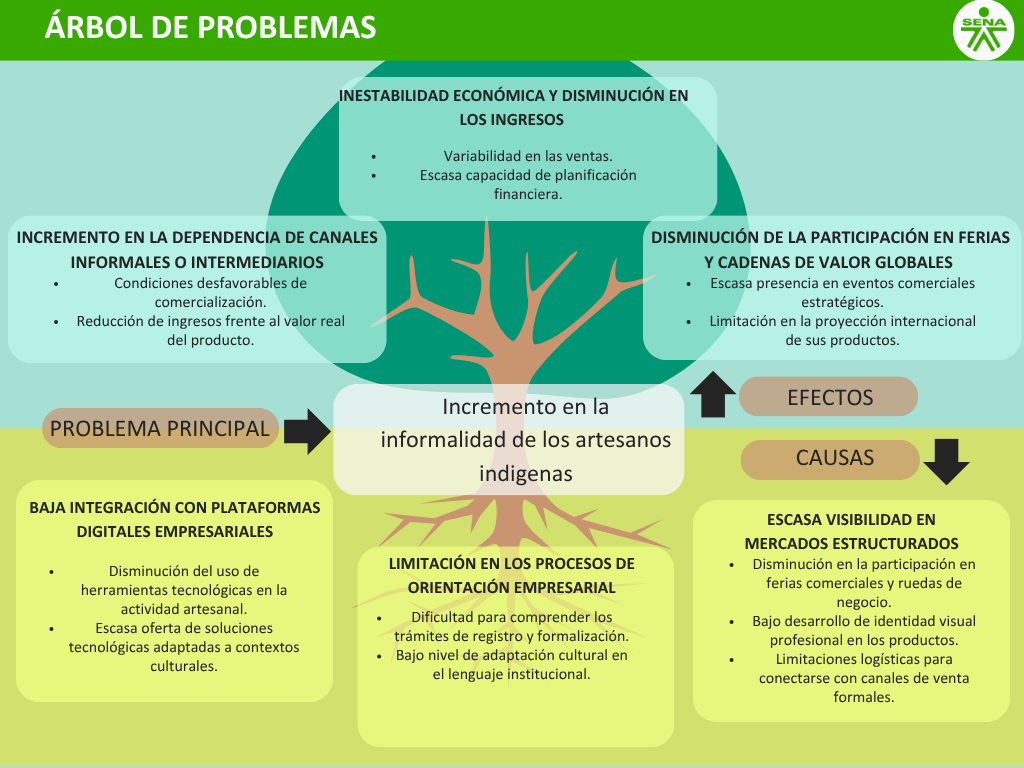 ÁRBOL DE PROBLEMAS
SENA
INESTABILIDAD ECONÓMICA Y DISMINUCIÓN EN
LOS INGRESOS
• Variabilidad en las ventas.
• Escasa capacidad de planificación
financiera.
INCREMENTO EN LA DEPENDENCIA DE CANALES
INFORMALES O INTERMEDIARIOS
• Condiciones desfavorables de
comercialización.
• Reducción de ingresos frente al valor real
del producto.
DISMINUCIÓN DE LA PARTICIPACIÓN EN FERIAS
Y CADENAS DE VALOR GLOBALES
• Escasa presencia en eventos comerciales
estratégicos.
• Limitación en la proyección internacional
de sus productos.
PROBLEMA PRINCIPAL
Incremento en la
informalidad de los artesanos
indigenas
EFECTOS
CAUSAS
BAJA INTEGRACIÓN CON PLATAFORMAS
DIGITALES EMPRESARIALES
• Disminución del uso de
herramientas tecnológicas en la
actividad artesanal.
• Escasa oferta de soluciones
tecnológicas adaptadas a contextos
culturales.
LIMITACIÓN EN LOS PROCESOS DE
ORIENTACIÓN EMPRESARIAL
• Dificultad para comprender los
trámites de registro y formalización.
• Bajo nivel de adaptación cultural en
el lenguaje institucional.
ESCASA VISIBILIDAD EN
MERCADOS ESTRUCTURADOS
• Disminución en la participación en
ferias comerciales y ruedas de
negocio.
• Bajo desarrollo de identidad visual
profesional en los productos.
• Limitaciones logísticas para
conectarse con canales de venta
formales.